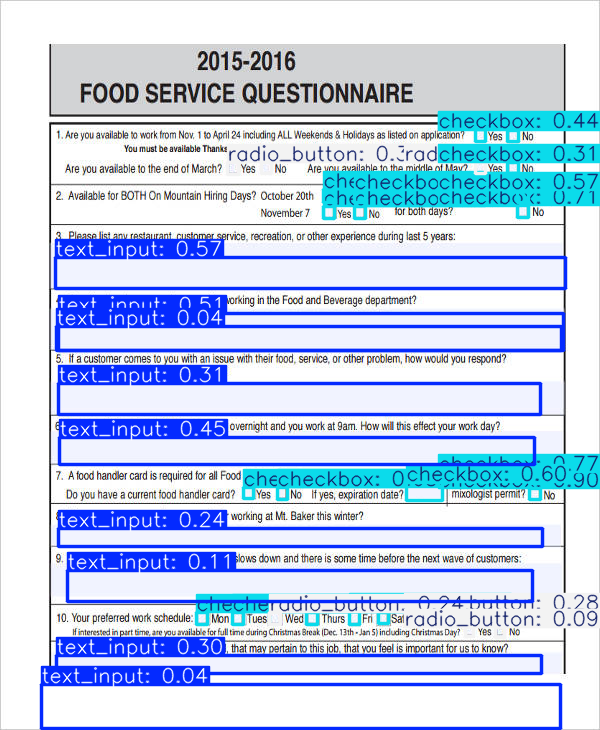 2015-2016
FOOD SERVICE QUESTIONNAIRE
checkbox: 0.44
1. Are you available to work from Nov. 1 to April 24 including ALL Weekends & Holidays as listed on application? Yes No
You must be available Thanks
radio_button: 0.3 rad checkbox: 0.31
Are you available to the end of March? Yes No Are you available to the middle of May? Yes No
che checkbo checkbox: 0.57
2. Available for BOTH On Mountain Hiring Days? October 20th
checkbox: 0.71
November 7 Yes No for both days? No
3. Please list any restaurant, customer service, recreation, or other experience during last 5 years:
text_input: 0.57
text_input: 0.51 working in the Food and Beverage department?
text_input: 0.04
5. If a customer comes to you with an issue with their food, service, or other problem, how would you respond?
text_input: 0.31
text_input: 0.45 overnight and you work at 9am. How will this effect your work day?
0.77
7. A food handler card is required for all Food che checkbox: 0 checkbox: 0.60 0.90
Do you have a current food handler card? Yes No If yes, expiration date? mixologist permit? No
text_input: 0.24 working at Mt. Baker this winter?
9. text_input: 0.11 slows down and there is some time before the next wave of customers:
che radio_button: 0.24 button: 0.28
10. Your preferred work schedule: Mon Tues Wed Thurs Fri Sat radio_button: 0.09
If interested in part time, are you available for full time during Christmas Break (Dec. 13th - Jan 5) including Christmas Day? Yes No
text_input: 0.30 , that may pertain to this job, that you feel is important for us to know?
text_input: 0.04